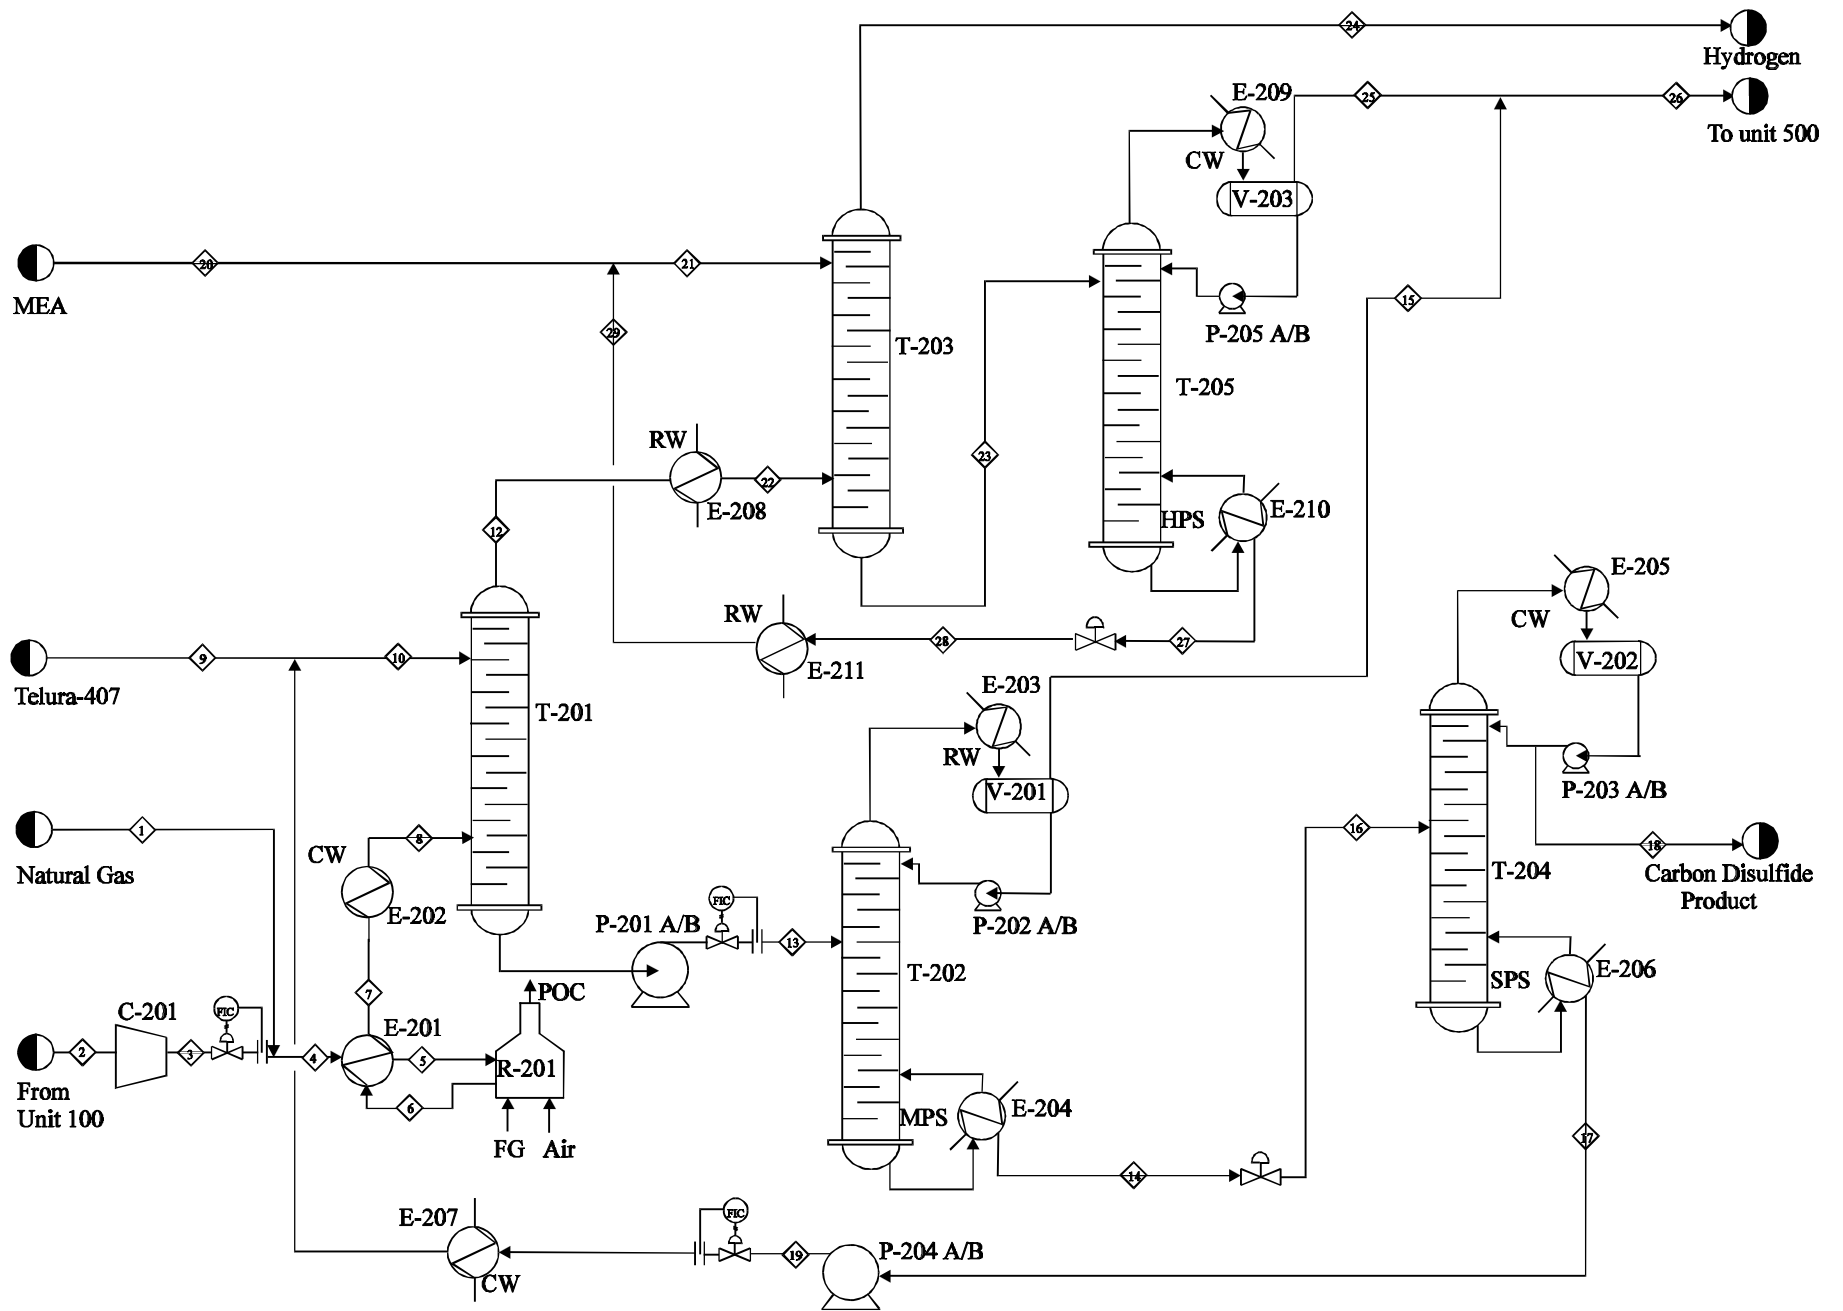 24
Hydrogen
E-209
25
26
To unit 500
CW
V-203
20
21
MEA
15
P-205 A/B
29
T-203
T-205
RW
23
22
E-208
HPS
E-210
12
E-205
RW
CW
28
27
V-202
9
10
E-211
Telura-407
E-203
T-201
RW
V-201
P-203 A/B
1
16
8
18
Natural Gas
CW
T-204
Carbon Disulfide
Product
FIC
E-202
P-201 A/B
P-202 A/B
13
T-202
SPS
E-206
7
POC
C-201
FIC
E-201
2
3
4
5
R-201
From
Unit 100
6
MPS
E-204
FG
Air
17
14
E-207
FIC
19
P-204 A/B
CW